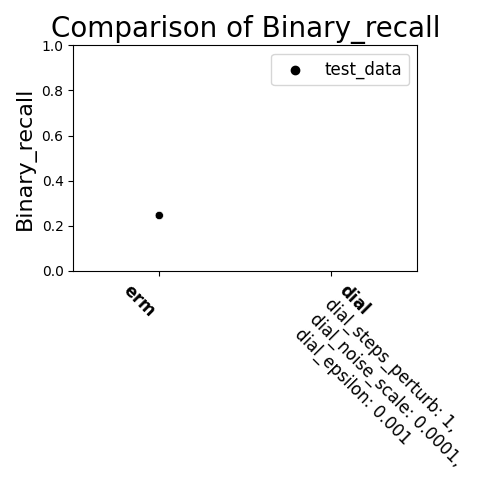 Comparison of Binary_recall
test_data
Binary_recall
1.0
0.8
0.6
0.4
0.2
0.0
erm
dial
dial_steps_perturb: 1,
dial_noise_scale: 0.0001,
dial_epsilon: 0.001